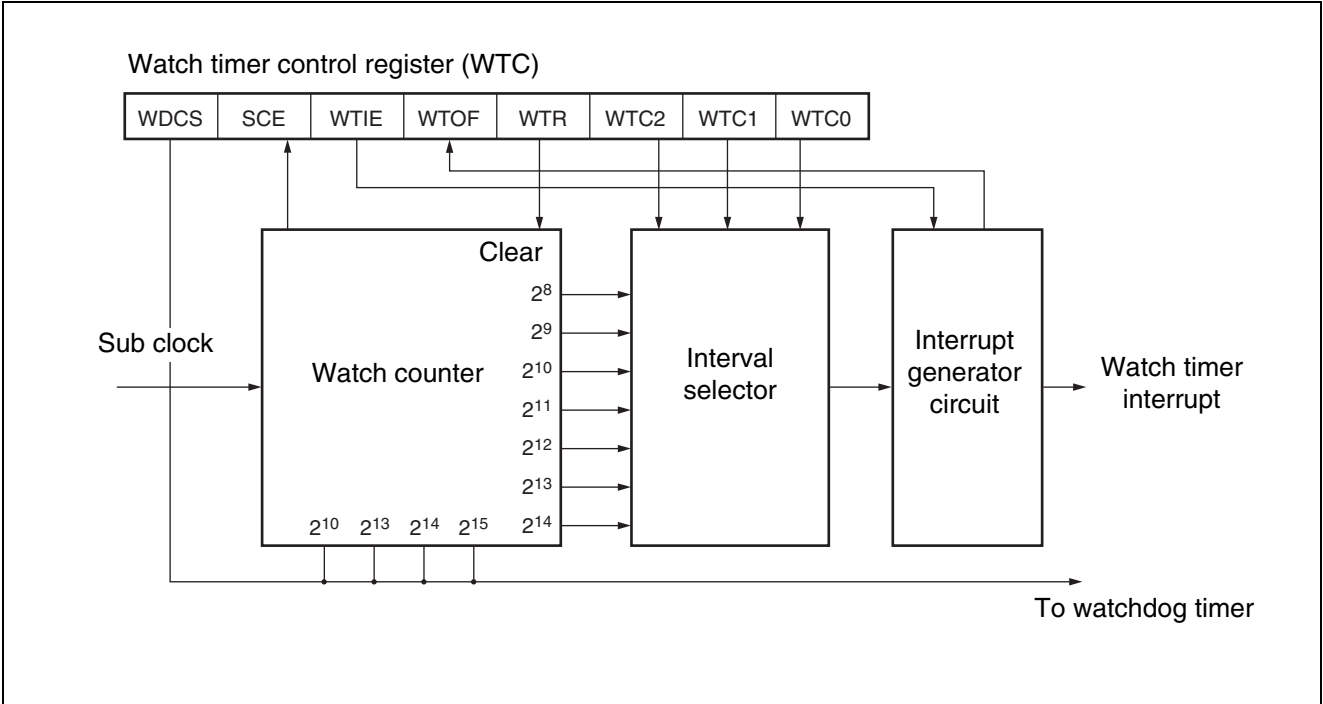 Watch timer control register (WTC)
WDCS SCE WTIE WTOF WTR WTC2 WTC1 WTC0
Clear
2⁸
2⁹
2¹⁰
2¹¹
2¹²
2¹³
2¹⁴
2¹⁰ 2¹³ 2¹⁴ 2¹⁵
Sub clock
Watch counter
Interval
selector
Interrupt
generator
circuit
Watch timer
interrupt
To watchdog timer